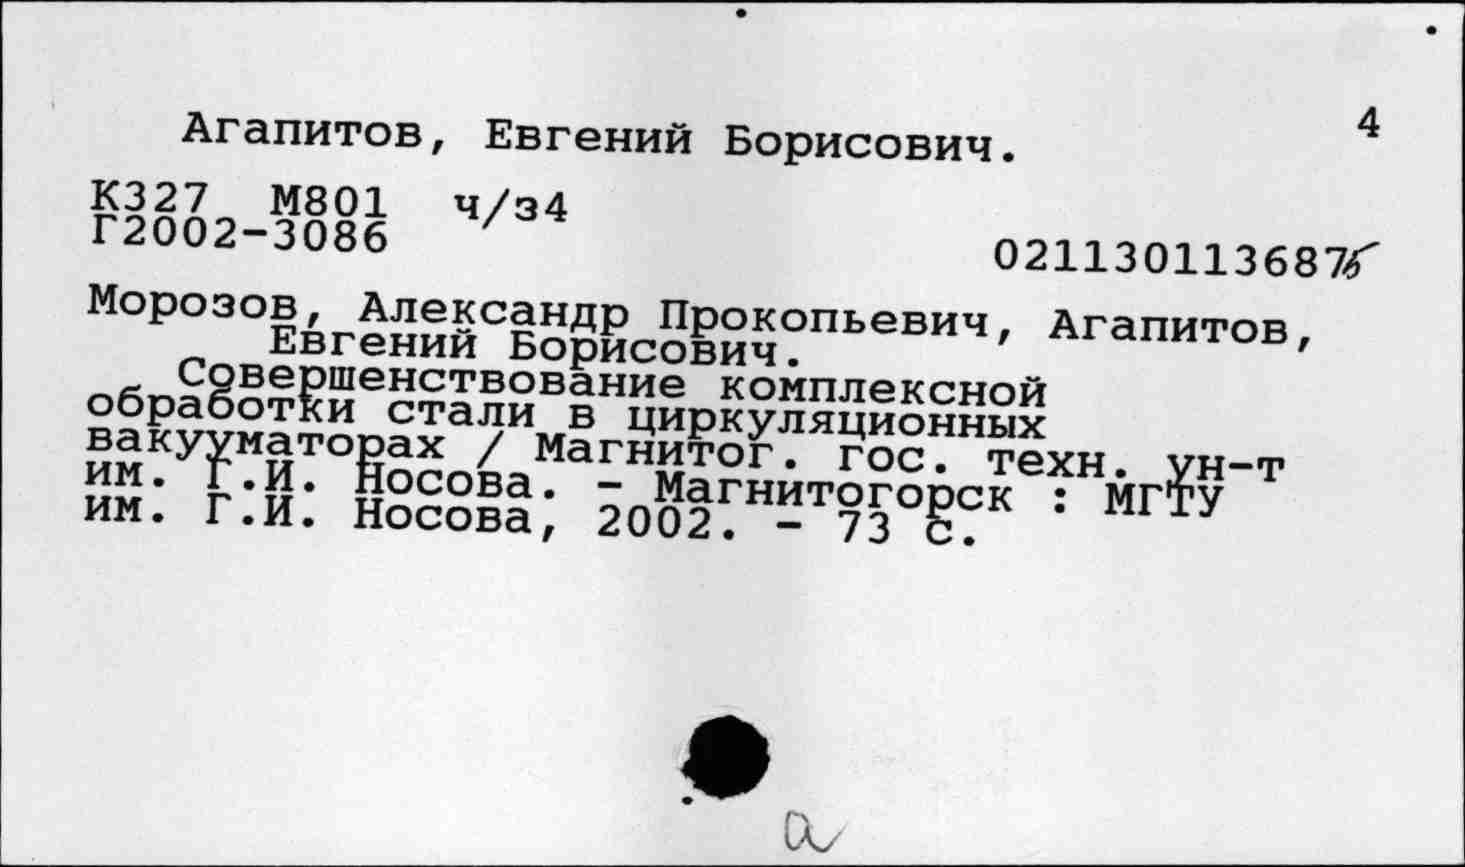 4
Агапитов, Евгений Борисович.
К327 М801 ч/з4
Г2002-3086
Морозов, Александр Прокопьевич, Агапитов,
Евгений Борисович.
Совершенствование комплексной
обработки стали в циркуляционных
вакууматорах / Магнитог. гос. техн. ун-т
им. Г.И. Носова. - Магнитогорск : МГТУ
им. Г.И. Носова, 2002. - 73 с.
a